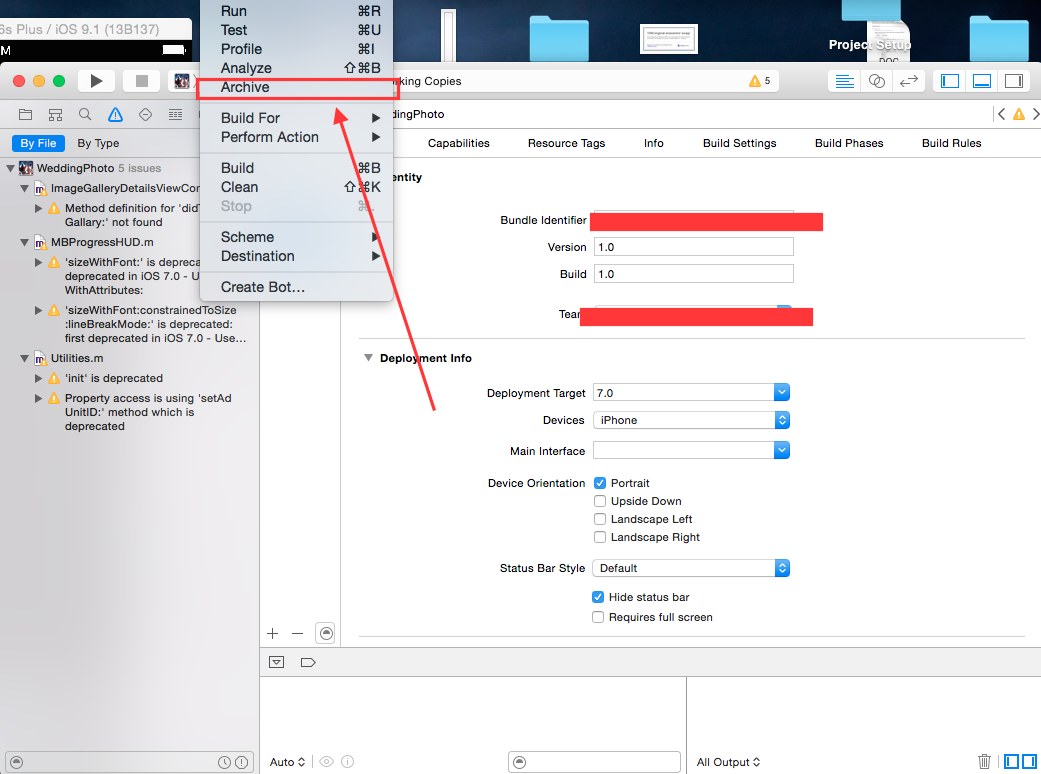 6s Plus / iOS 9.1 (13B137)
M
Run ⌘R
Test ⌘U
Profile ⌘I
Analyze ⇧⌘B
Archive
Build For
Perform Action
Build ⌘B
Clean ⇧⌘K
Stop ⌘.
Scheme
Destination
Create Bot...
Project Setup
DOC
king Copies
5
dingPhoto
By File By Type
Capabilities Resource Tags Info Build Settings Build Phases Build Rules
WeddingPhoto 5 issues
ImageGalleryDetailsViewCon
Method definition for 'did
Gallary:' not found
MBProgressHUD.m
'sizeWithFont:' is depreca
deprecated in iOS 7.0 - U
WithAttributes:
'sizeWithFont:constrainedToSize
:lineBreakMode:' is deprecated:
first deprecated in iOS 7.0 - Use...
Utilities.m
'init' is deprecated
Property access is using 'setAd
UnitID:' method which is
deprecated
entity
Bundle Identifier
Version 1.0
Build 1.0
Team
Deployment Info
Deployment Target 7.0
Devices iPhone
Main Interface
Device Orientation Portrait
Upside Down
Landscape Left
Landscape Right
Status Bar Style Default
Hide status bar
Requires full screen
Auto
All Output